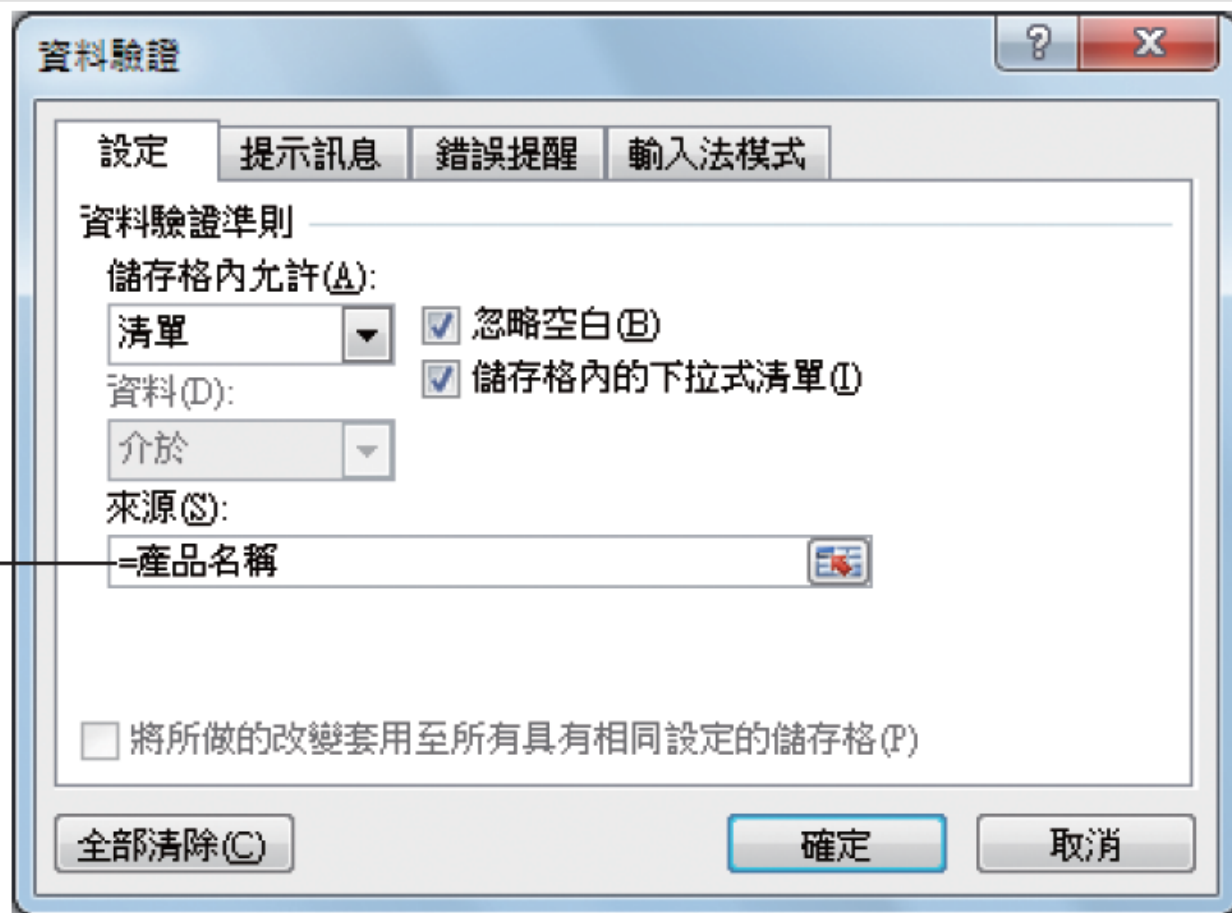 資料驗證
設定 提示訊息 錯誤提醒 輸入法模式
資料驗證準則
儲存格內允許(A):
清單 忽略空白(B)
儲存格內的下拉式清單(I)
資料(D):
介於
來源(S):
=產品名稱
將所做的改變套用至所有具有相同設定的儲存格(P)
全部清除(C) 確定 取消